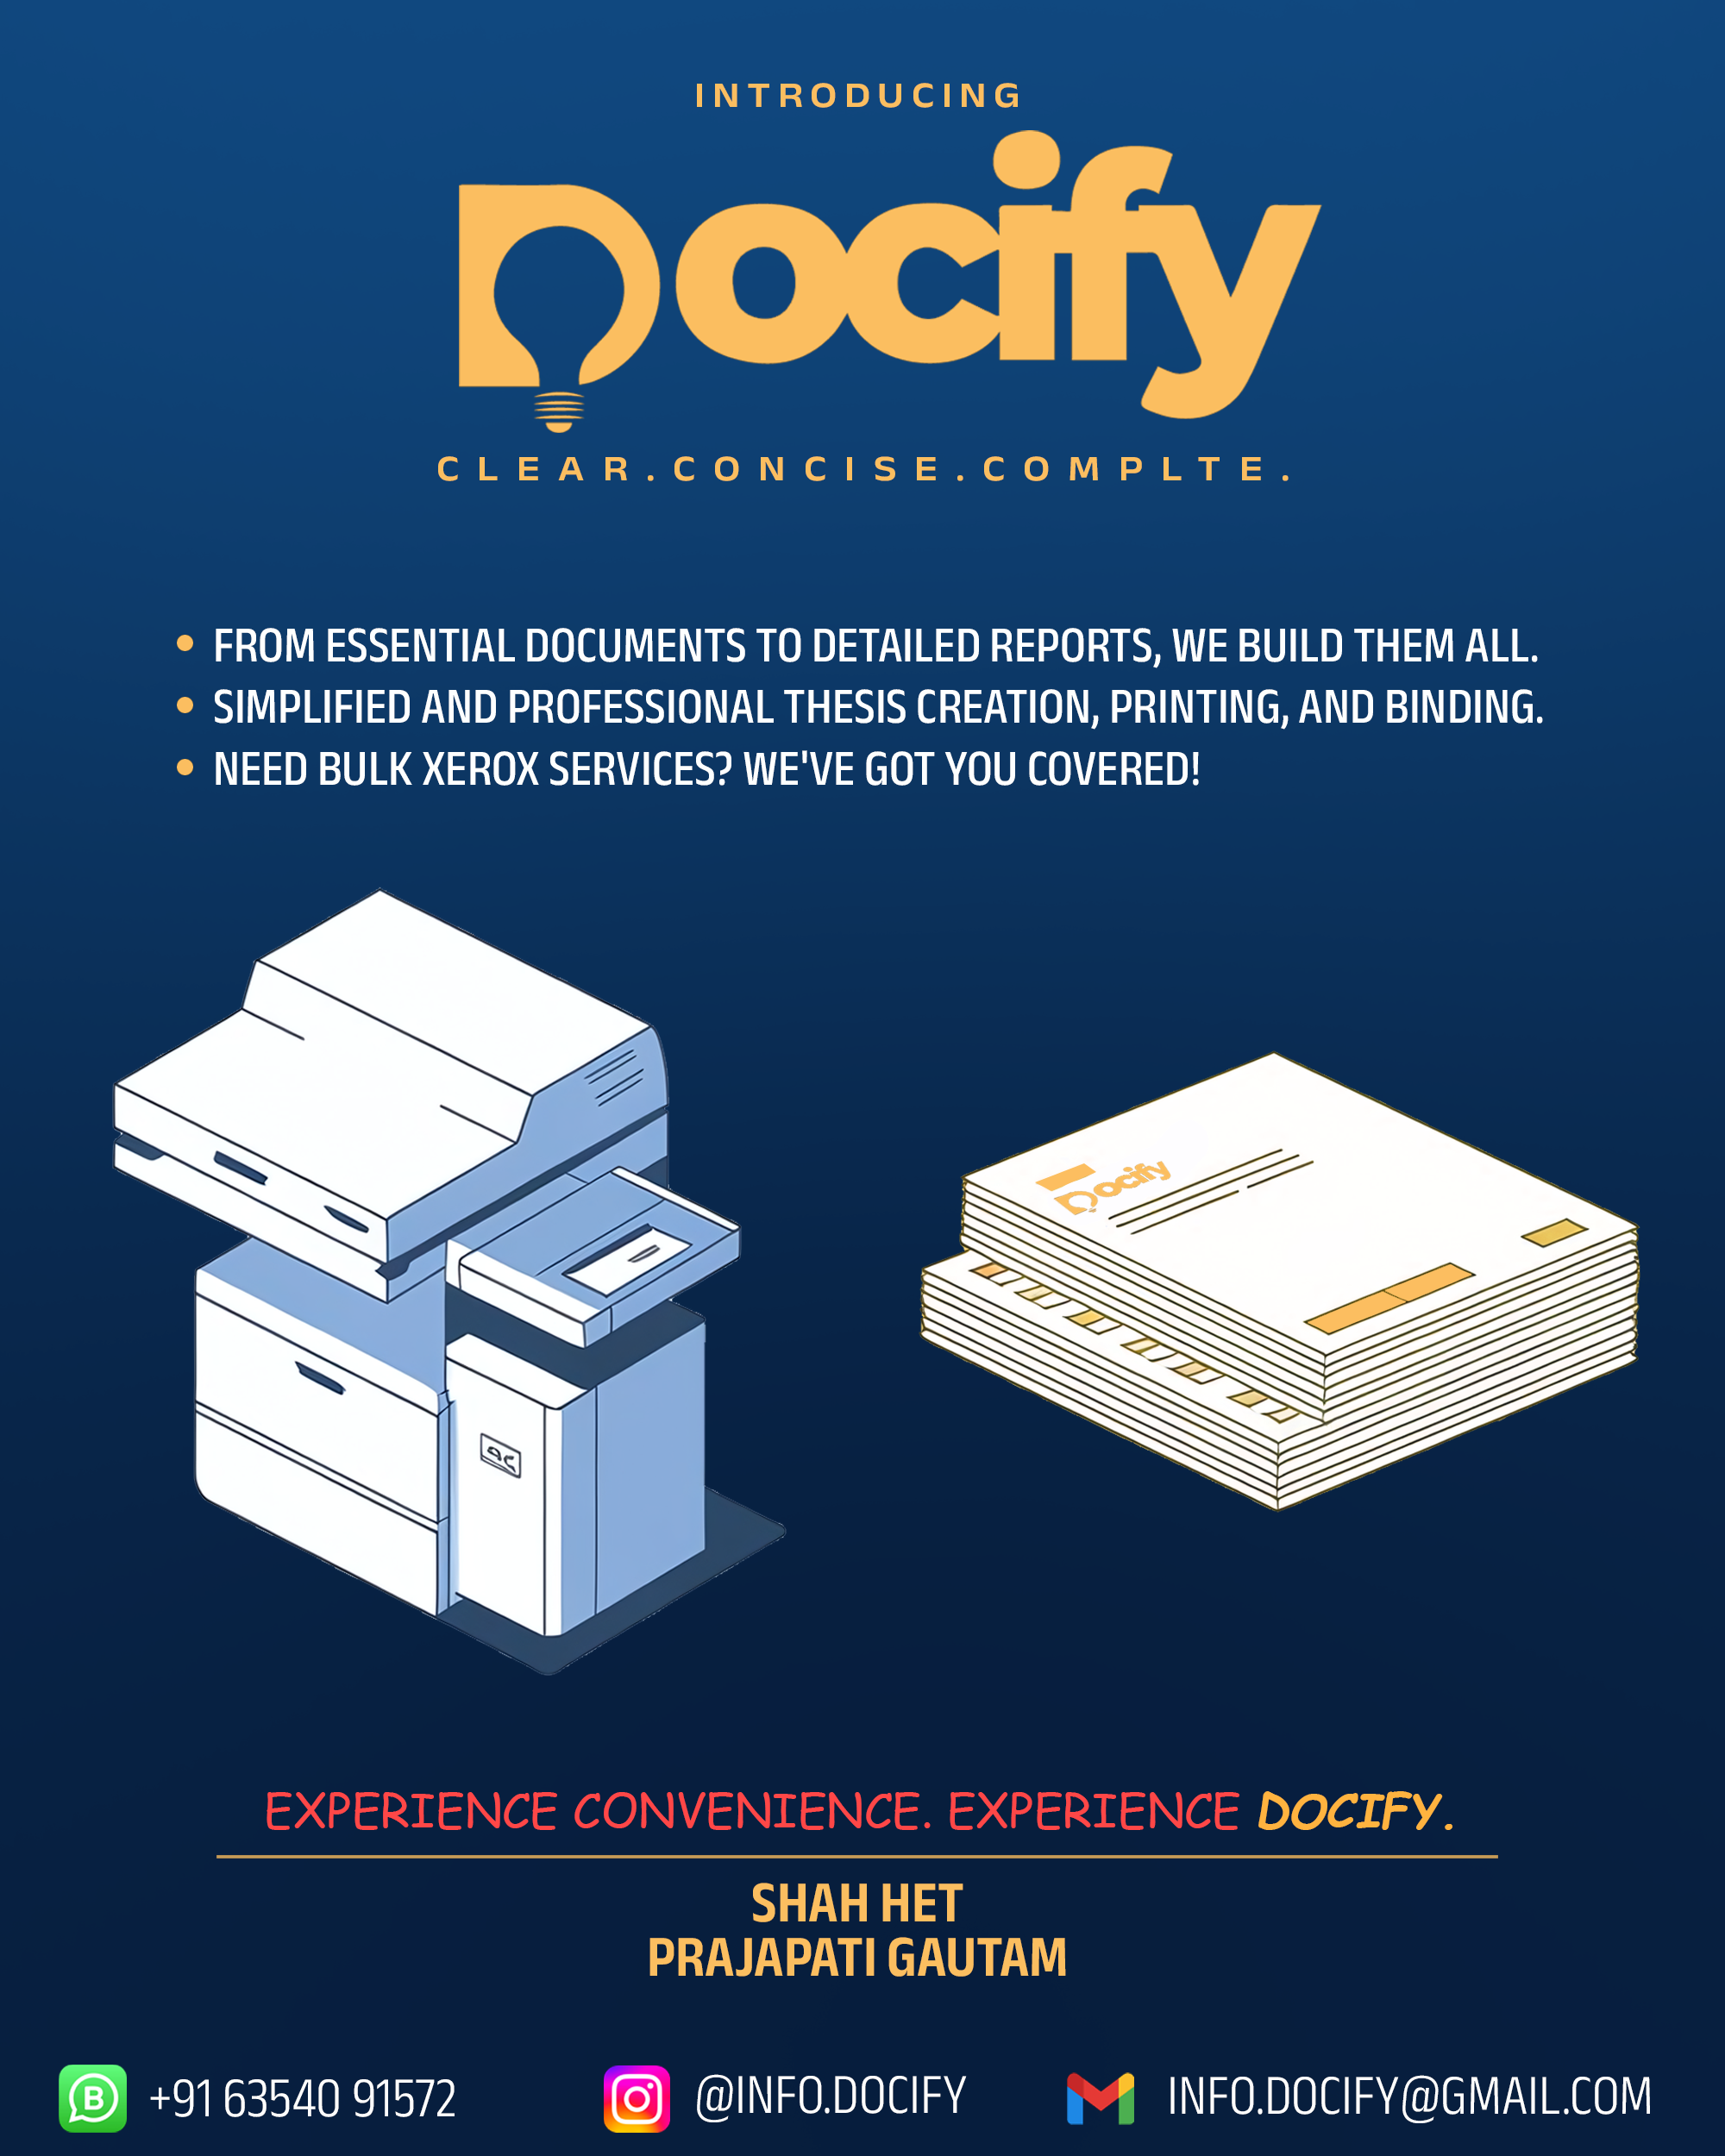 INTRODUCING
Docify
CLEAR.CONCISE.COMPLTE.
• FROM ESSENTIAL DOCUMENTS TO DETAILED REPORTS, WE BUILD THEM ALL.
• SIMPLIFIED AND PROFESSIONAL THESIS CREATION, PRINTING, AND BINDING.
• NEED BULK XEROX SERVICES? WE'VE GOT YOU COVERED!
Docify
EXPERIENCE CONVENIENCE. EXPERIENCE DOCIFY.
SHAH HET
PRAJAPATI GAUTAM
+91 63540 91572
@INFO.DOCIFY
INFO.DOCIFY@GMAIL.COM